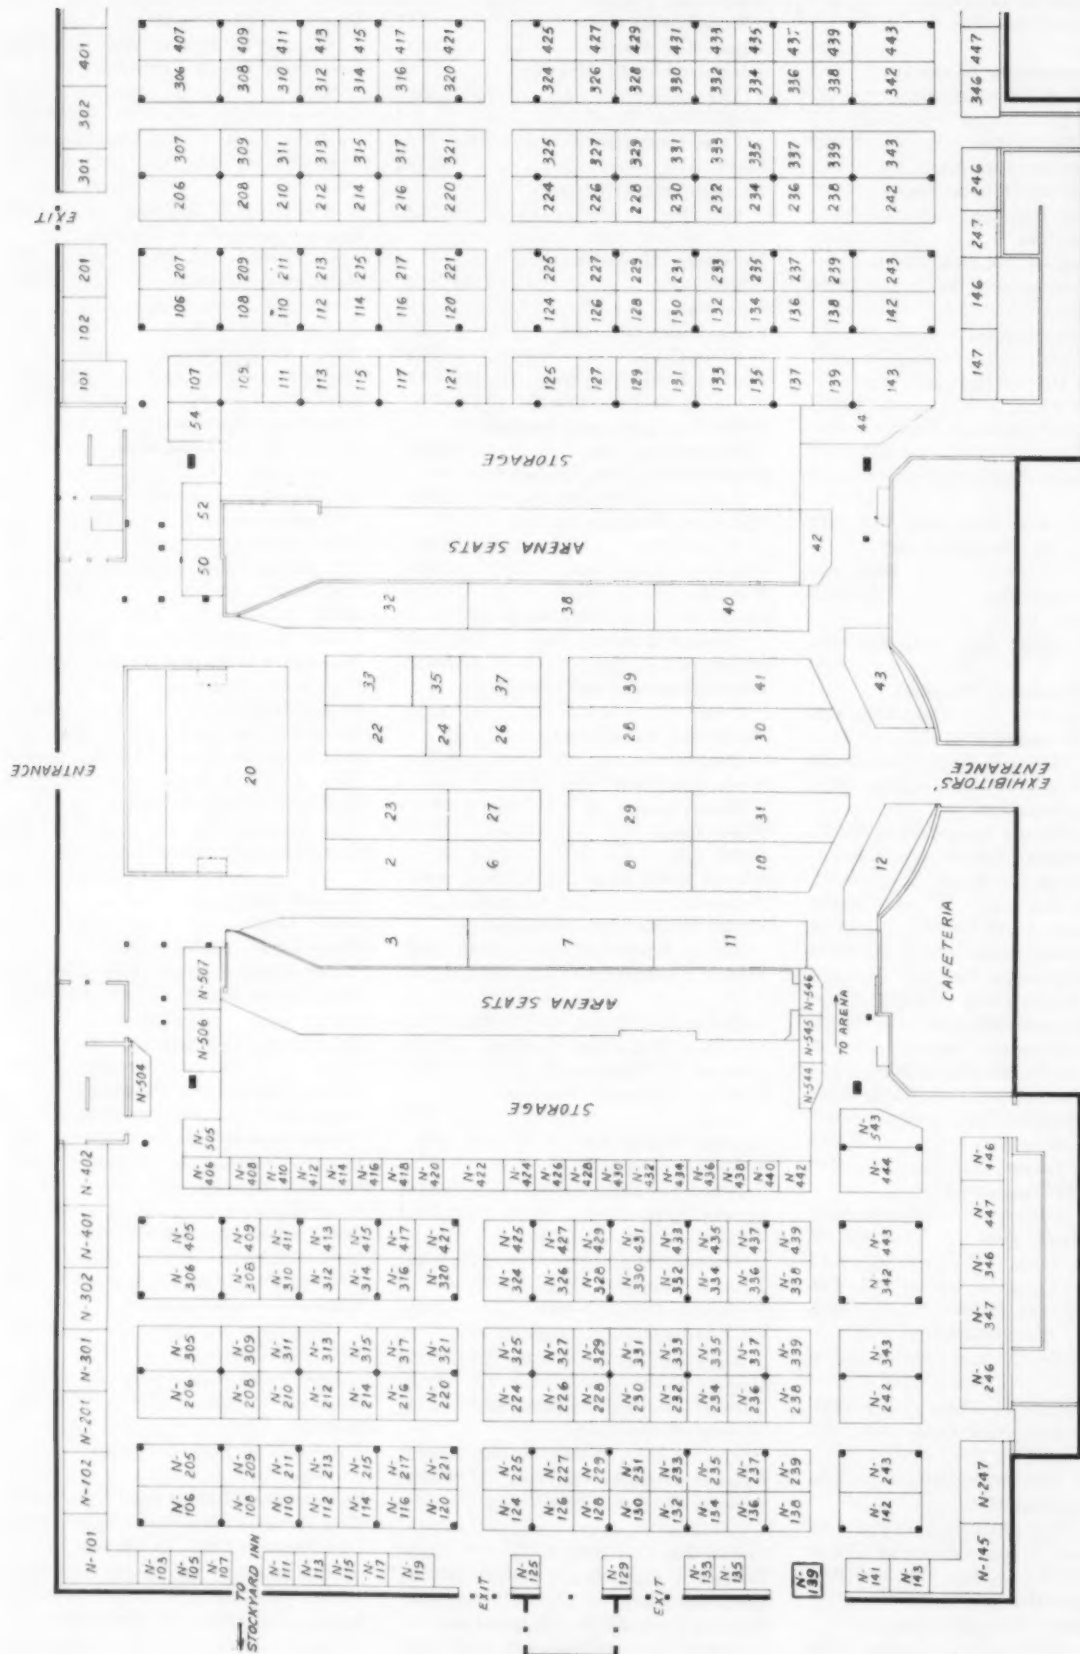 401
302
301
EXIT
201
102
101
ENTRANCE
N-402
N-401
N-302
N-301
N-201
N-102
N-101
407 409 411 413 415 417 421 425 427 429 431 433 435 437 439 443 447
306 308 310 312 314 316 320 324 326 328 330 332 334 336 338 342 346
307 309 311 313 315 317 321 325 327 329 331 333 335 337 339 343
206 208 210 212 214 216 220 224 226 228 230 232 234 236 238 242 246
247
207 209 211 213 215 217 221 225 227 229 231 233 235 237 239 243
106 108 110 112 114 116 120 124 126 128 130 132 134 136 138 142 146
107 109 111 113 115 117 121 125 127 129 131 133 135 137 139 143 147
54
44
STORAGE
52
50
ARENA SEATS
42
32 38 40
33 35 37 39 41
43
22 24 26 28 30
20
EXHIBITORS'
ENTRANCE
23 27 29 31
2 6 8 10
12
3 7 11
CAFETERIA
N-507
N-506
N-504
ARENA SEATS
N-546
N-545
N-544
TO ARENA
STORAGE
N-505
N-543
N-406 N-408 N-410 N-412 N-414 N-416 N-418 N-420 N-422 N-424 N-426 N-428 N-430 N-432 N-434 N-436 N-438 N-440 N-442 N-444 N-446
N-405 N-409 N-411 N-413 N-415 N-417 N-421 N-425 N-427 N-429 N-431 N-433 N-435 N-437 N-439 N-443 N-447
N-306 N-308 N-310 N-312 N-314 N-316 N-320 N-324 N-326 N-328 N-330 N-332 N-334 N-336 N-338 N-342 N-346
N-305 N-309 N-311 N-313 N-315 N-317 N-321 N-325 N-327 N-329 N-331 N-333 N-335 N-337 N-339 N-343 N-347
N-206 N-208 N-210 N-212 N-214 N-216 N-220 N-224 N-226 N-228 N-230 N-232 N-234 N-236 N-238 N-242 N-246
N-205 N-209 N-211 N-213 N-215 N-217 N-221 N-225 N-227 N-229 N-231 N-233 N-235 N-237 N-239 N-243 N-247
N-106 N-108 N-110 N-112 N-114 N-116 N-120 N-124 N-126 N-128 N-130 N-132 N-134 N-136 N-138 N-142
N-103 N-105 N-107 N-111 N-113 N-115 N-117 N-119 N-125 N-129 N-133 N-135 N-139 N-141 N-143 N-145
TO
STOCKYARD INN
EXIT
EXIT